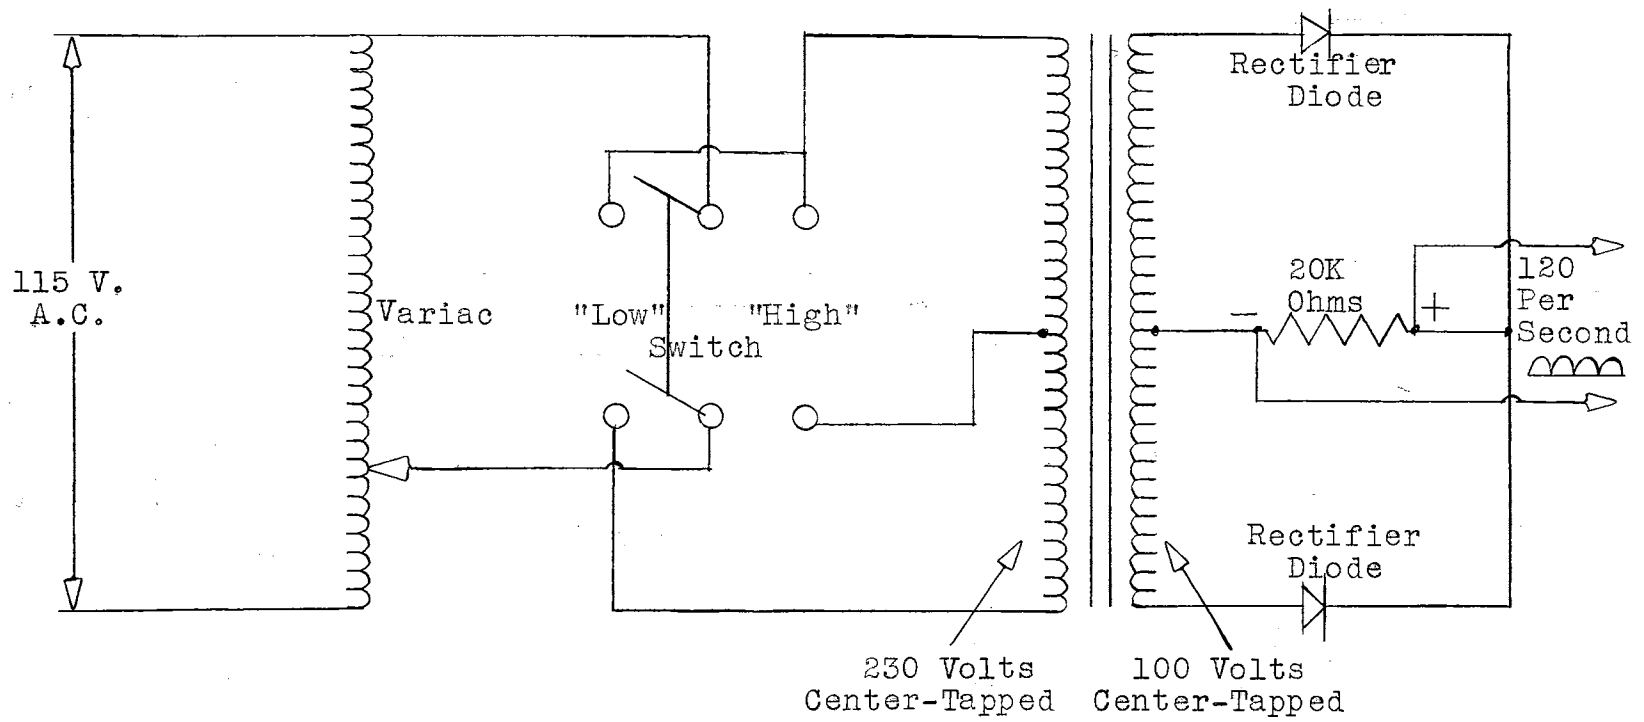 Rectifier
Diode
115 V.
A.C.
Variac
"Low"
"High"
Switch
20K
Ohms
−
+
120
Per
Second
Rectifier
Diode
230 Volts
Center-Tapped
100 Volts
Center-Tapped